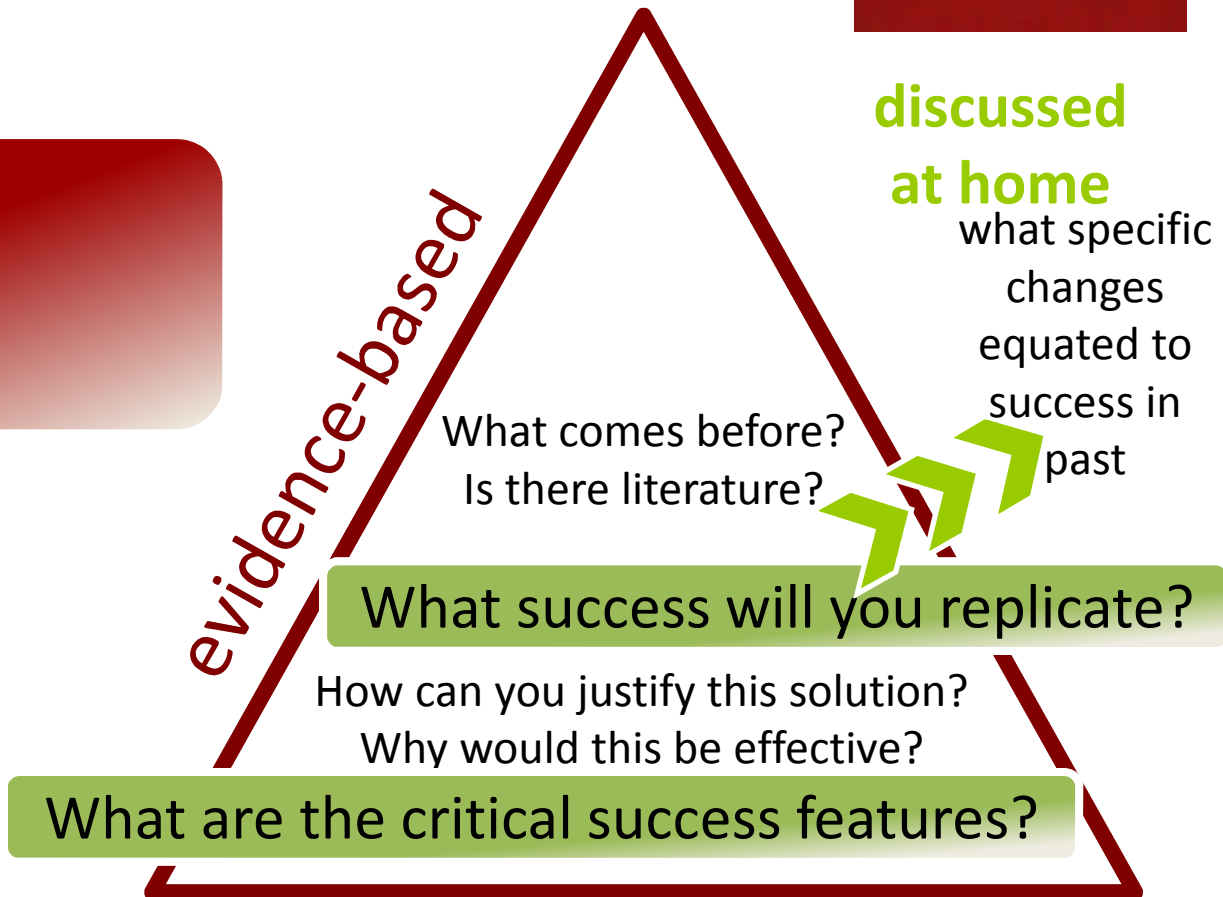 discussed
at home
what specific
changes
equated to
success in
past
evidence-based
What comes before?
Is there literature?
What success will you replicate?
How can you justify this solution?
Why would this be effective?
What are the critical success features?